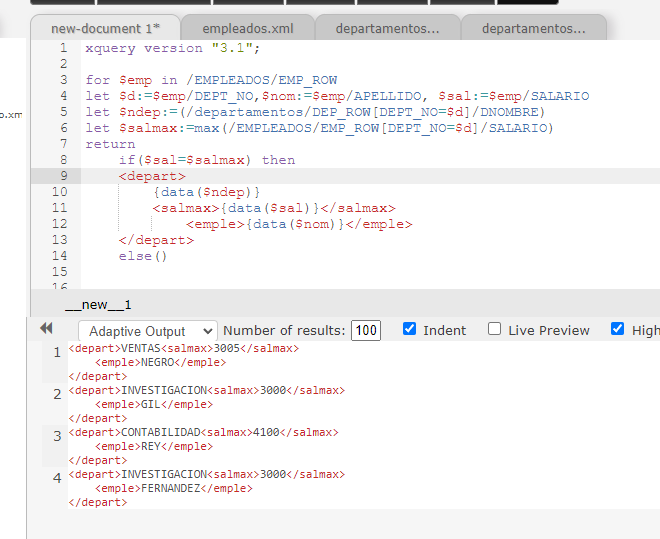 new-document 1* empleados.xml departamentos... departamentos...
o.xm
1 xquery version "3.1";
2
3 for $emp in /EMPLEADOS/EMP_ROW
4 let $d:=$emp/DEPT_NO,$nom:=$emp/APELLIDO, $sal:=$emp/SALARIO
5 let $ndep:=(/departamentos/DEP_ROW[DEPT_NO=$d]/DNOMBRE)
6 let $salmax:=max(/EMPLEADOS/EMP_ROW[DEPT_NO=$d]/SALARIO)
7 return
8 if($sal=$salmax) then
9 <depart>
10 {data($ndep)}
11 <salmax>{data($sal)}</salmax>
12 <emple>{data($nom)}</emple>
13 </depart>
14 else()
15
16
__new__1
Adaptive Output Number of results: 100 Indent Live Preview High
1 <depart>VENTAS<salmax>3005</salmax>
<emple>NEGRO</emple>
</depart>
2 <depart>INVESTIGACION<salmax>3000</salmax>
<emple>GIL</emple>
</depart>
3 <depart>CONTABILIDAD<salmax>4100</salmax>
<emple>REY</emple>
</depart>
4 <depart>INVESTIGACION<salmax>3000</salmax>
<emple>FERNANDEZ</emple>
</depart>